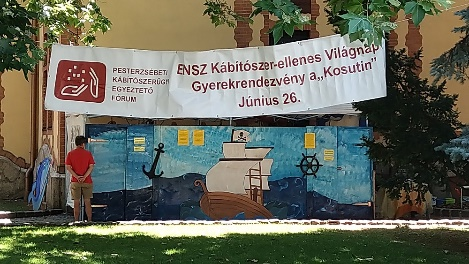 PESTERZSÉBETI
KÁBÍTÓSZERÜGYI
EGYEZTETŐ
FÓRUM
ENSZ Kábítószer-ellenes Világnap
Gyerekrendezvény a „Kosutin”
Június 26.